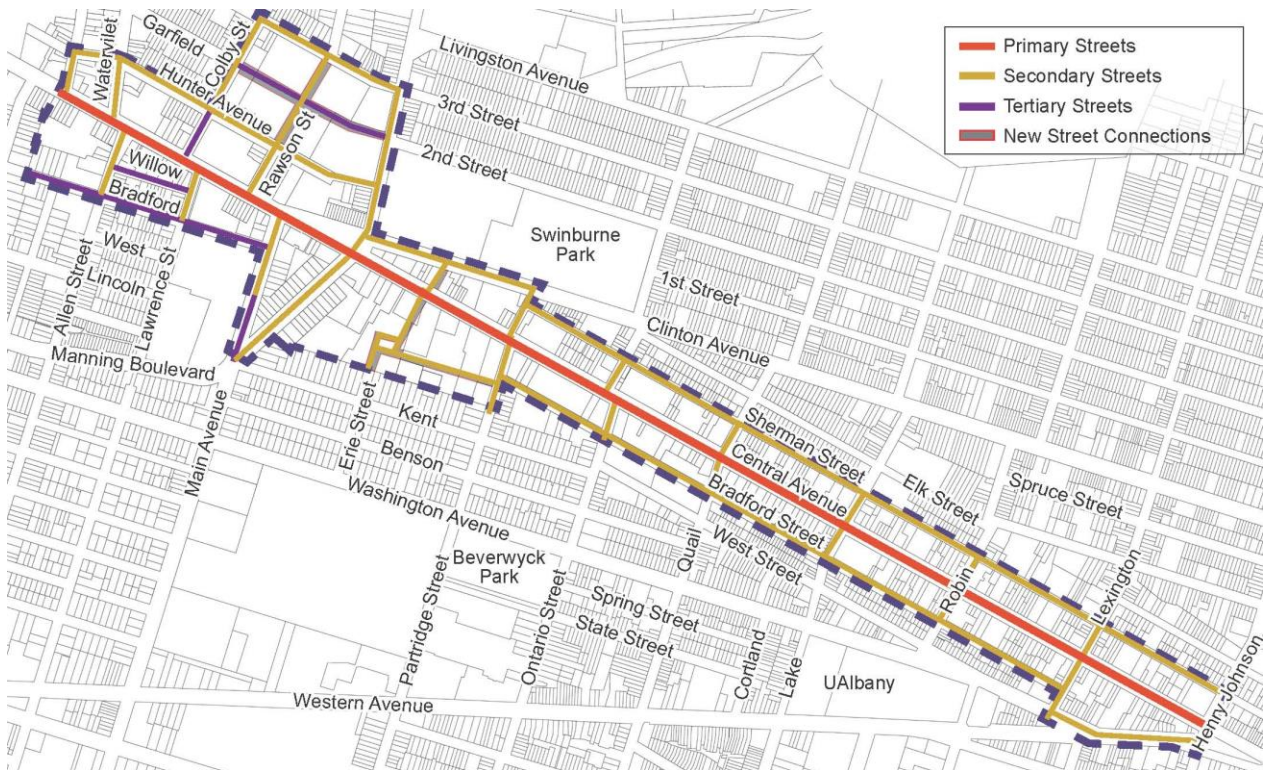 Primary Streets
Secondary Streets
Tertiary Streets
New Street Connections
Watervilet
Garfield
Colby St
Hunter Avenue
Livingston Avenue
3rd Street
2nd Street
Rawson St
Willow
Bradford
West
Lincoln
Allen Street
Lawrence St
Manning Boulevard
Main Avenue
Swinburne
Park
1st Street
Clinton Avenue
Erie Street
Kent
Benson
Washington Avenue
Sherman Street
Central Avenue
Bradford Street
West Street
Elk Street
Spruce Street
Quail
Beverwyck
Park
Partridge Street
Ontario Street
Spring Street
State Street
Cortland
Lake
UAlbany
Robin
Lexington
Henry Johnson
Western Avenue